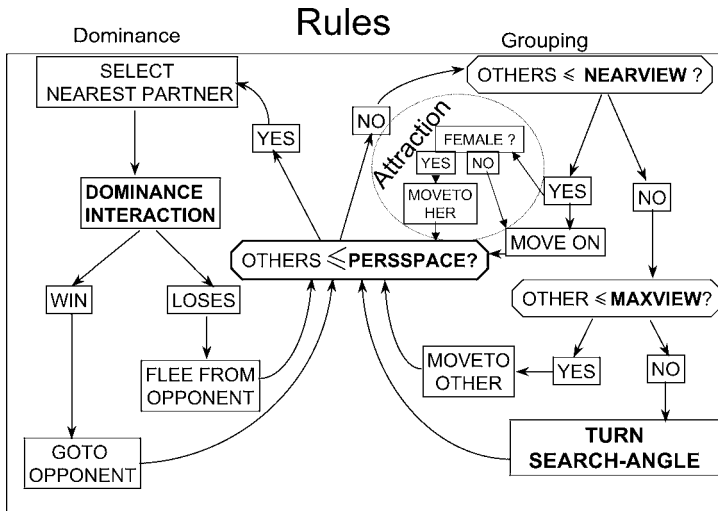 Rules
Dominance
Grouping
SELECT
NEAREST PARTNER
YES
DOMINANCE
INTERACTION
WIN
LOSES
FLEE FROM
OPPONENT
GOTO
OPPONENT
NO
OTHERS ⩽ PERSSPACE?
OTHERS ⩽ NEARVIEW ?
Attraction
FEMALE ?
YES
NO
MOVETO
HER
YES
NO
MOVE ON
OTHER ⩽ MAXVIEW?
MOVETO
OTHER
YES
NO
TURN
SEARCH-ANGLE